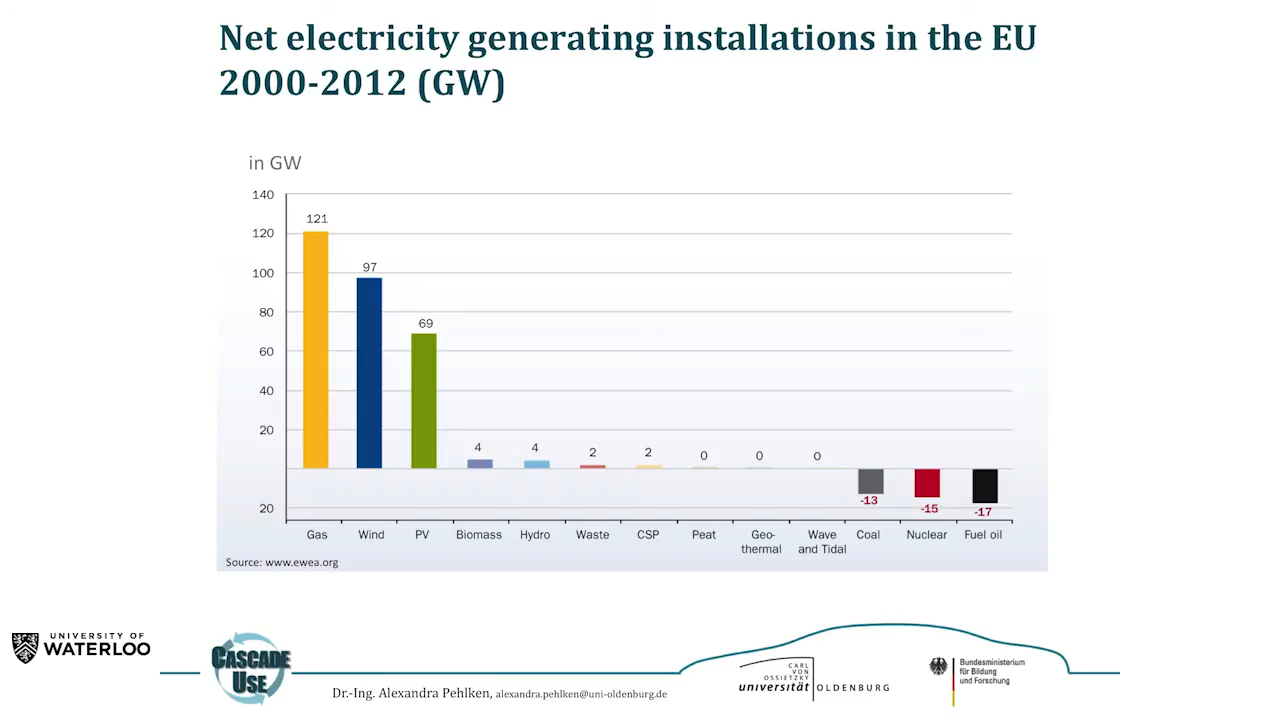 Net electricity generating installations in the EU
2000-2012 (GW)
in GW
140
120
100
80
60
40
20
20
121
97
69
4
4
2
2
0
0
0
-13
-15
-17
Gas
Wind
PV
Biomass
Hydro
Waste
CSP
Peat
Geo-
thermal
Wave
and Tidal
Coal
Nuclear
Fuel oil
Source: www.ewea.org
UNIVERSITY OF
WATERLOO
CASCADE
USE
Dr.-Ing. Alexandra Pehlken, alexandra.pehlken@uni-oldenburg.de
CARL
VON
OSSIETZKY
universität OLDENBURG
Bundesministerium
für Bildung
und Forschung